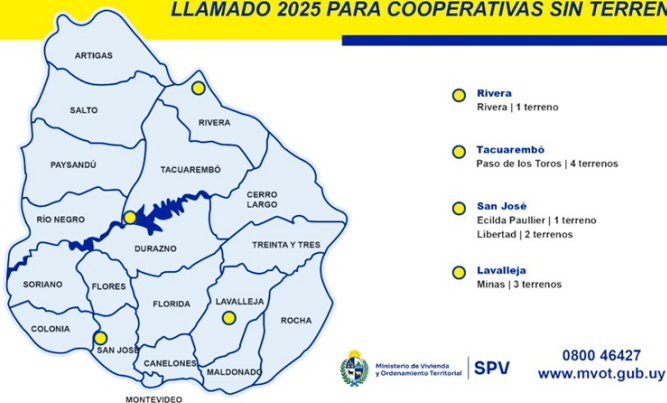 LLAMADO 2025 PARA COOPERATIVAS SIN
ARTIGAS
SALTO
RIVERA
PAYSANDÚ
TACUAREMBÓ
CERRO
LARGO
RÍO NEGRO
DURAZNO
TREINTA Y TRES
SORIANO
FLORES
FLORIDA
LAVALLEJA
ROCHA
COLONIA
SAN JOSÉ
CANELONES
MALDONADO
MONTEVIDEO
Rivera
Rivera | 1 terreno
Tacuarembó
Paso de los Toros | 4 terrenos
San José
Ecilda Paullier | 1 terreno
Libertad | 2 terrenos
Lavalleja
Minas | 3 terrenos
Ministerio de Vivienda
y Ordenamiento Territorial
SPV
0800 46427
www.mvot.gub.uy